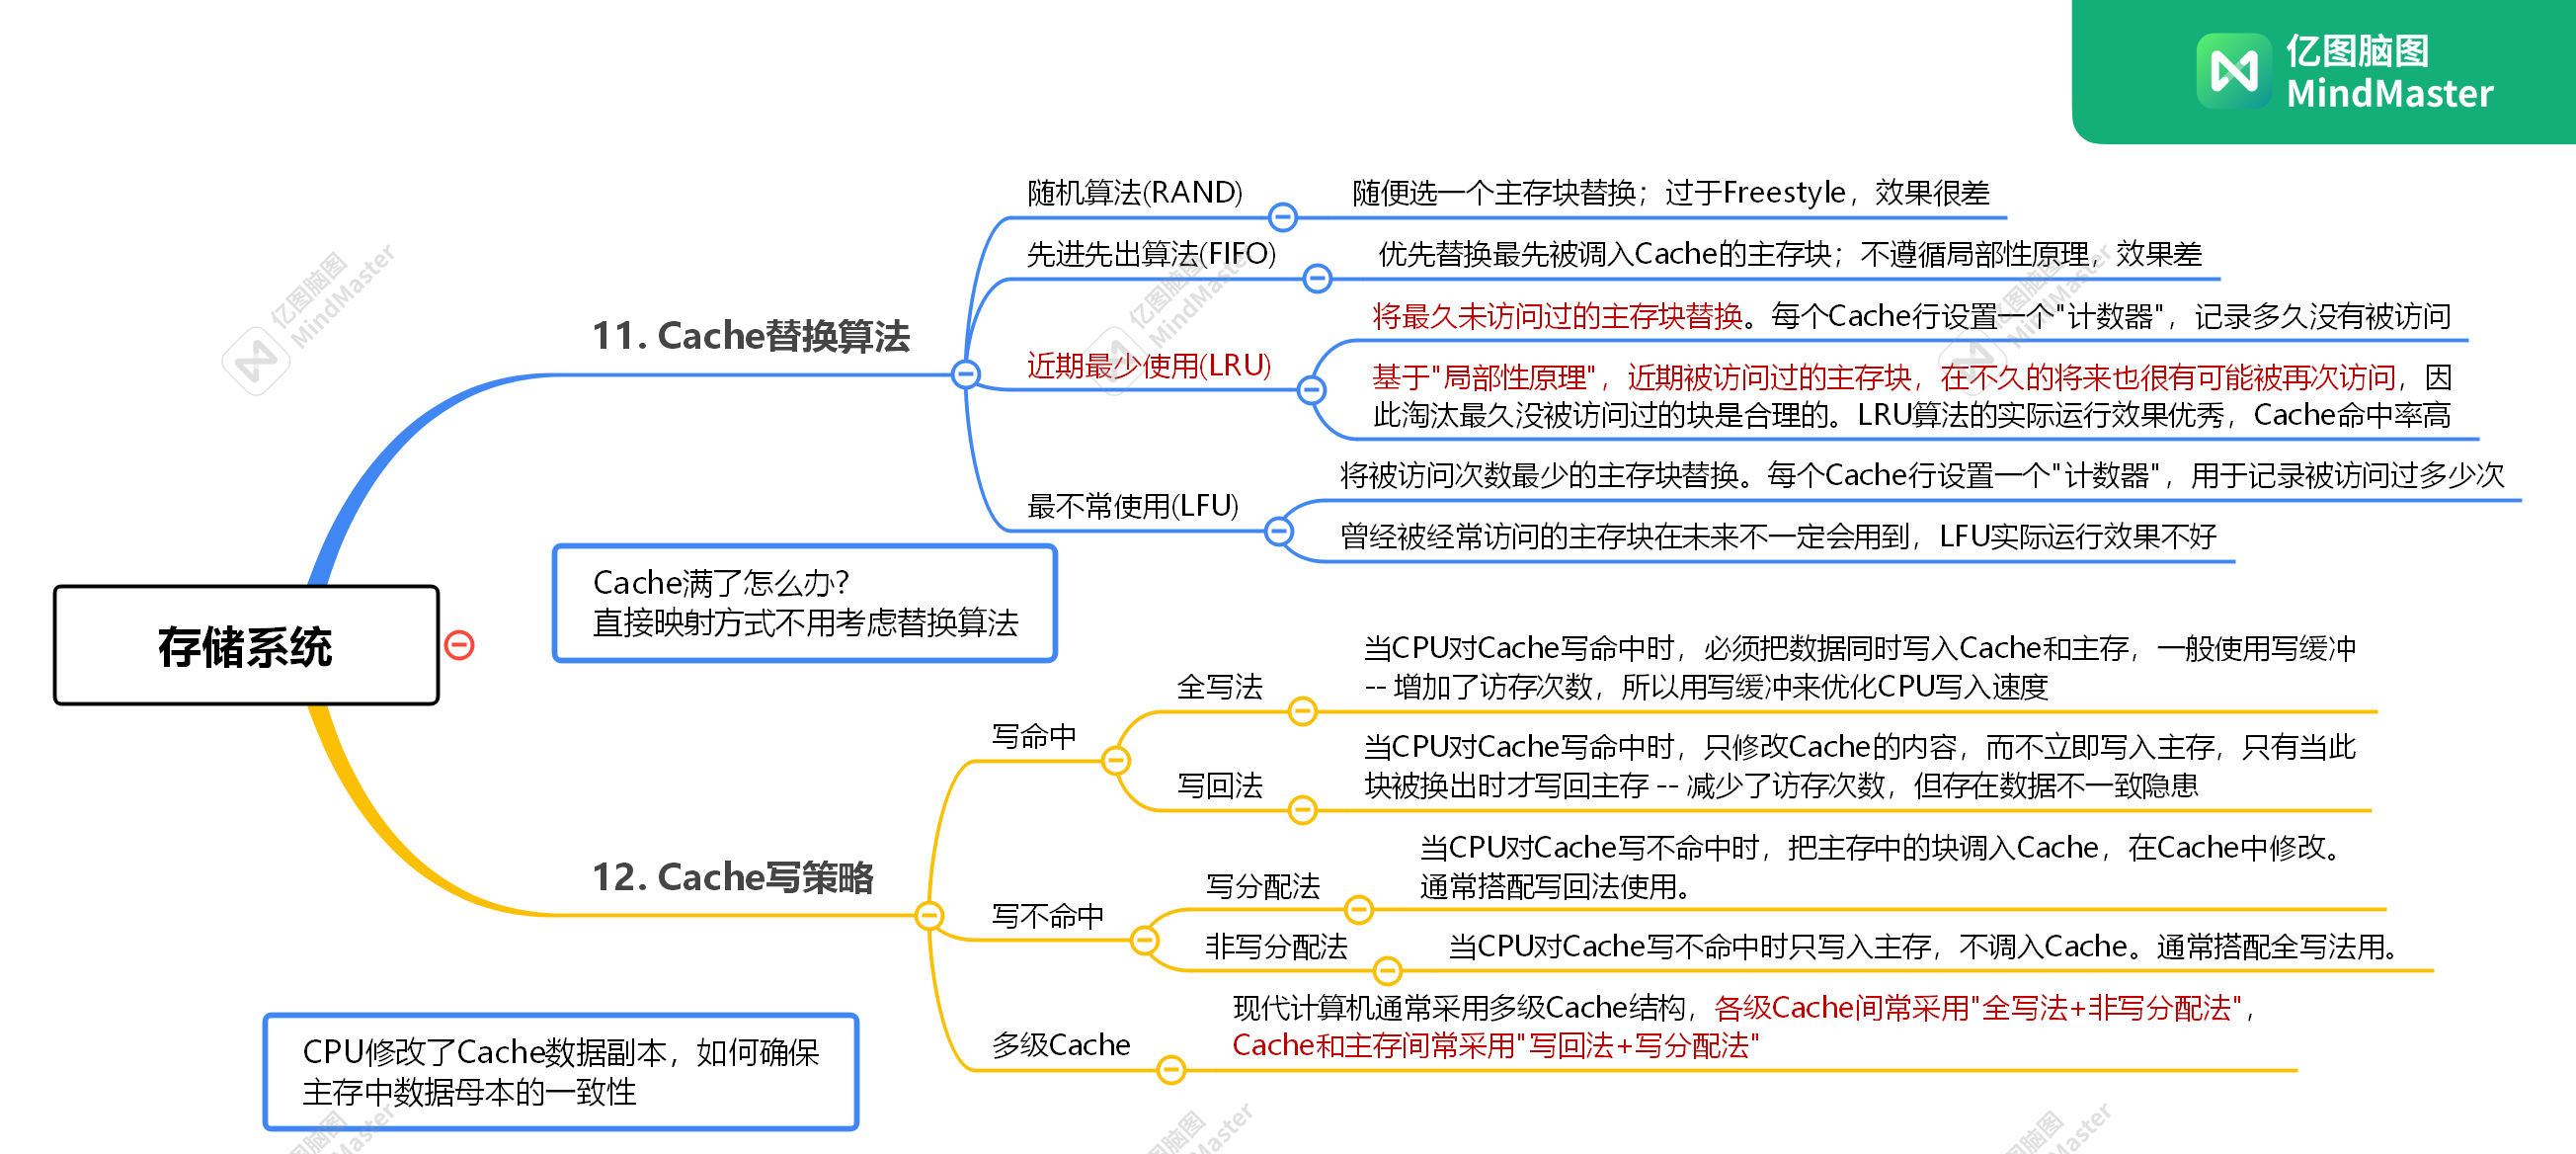 亿图脑图
MindMaster
随机算法(RAND)
随便选一个主存块替换；过于Freestyle，效果很差
先进先出算法(FIFO)
优先替换最先被调入Cache的主存块；不遵循局部性原理，效果差
11. Cache替换算法
近期最少使用(LRU)
将最久未访问过的主存块替换。每个Cache行设置一个"计数器"，记录多久没有被访问
基于"局部性原理"，近期被访问过的主存块，在不久的将来也很有可能被再次访问，因
此淘汰最久没被访问过的块是合理的。LRU算法的实际运行效果优秀，Cache命中率高
最不常使用(LFU)
将被访问次数最少的主存块替换。每个Cache行设置一个"计数器"，用于记录被访问过多少次
曾经被经常访问的主存块在未来不一定会用到，LFU实际运行效果不好
Cache满了怎么办？
直接映射方式不用考虑替换算法
存储系统
12. Cache写策略
写命中
全写法
当CPU对Cache写命中时，必须把数据同时写入Cache和主存，一般使用写缓冲
-- 增加了访存次数，所以用写缓冲来优化CPU写入速度
写回法
当CPU对Cache写命中时，只修改Cache的内容，而不立即写入主存，只有当此
块被换出时才写回主存 -- 减少了访存次数，但存在数据不一致隐患
写不命中
写分配法
当CPU对Cache写不命中时，把主存中的块调入Cache，在Cache中修改。
通常搭配写回法使用。
非写分配法
当CPU对Cache写不命中时只写入主存，不调入Cache。通常搭配全写法用。
多级Cache
现代计算机通常采用多级Cache结构，各级Cache间常采用"全写法+非写分配法"，
Cache和主存间常采用"写回法+写分配法"
CPU修改了Cache数据副本，如何确保
主存中数据母本的一致性
亿图脑图
MindMaster
亿图脑图
MindMaster
亿图脑图
MindMaster